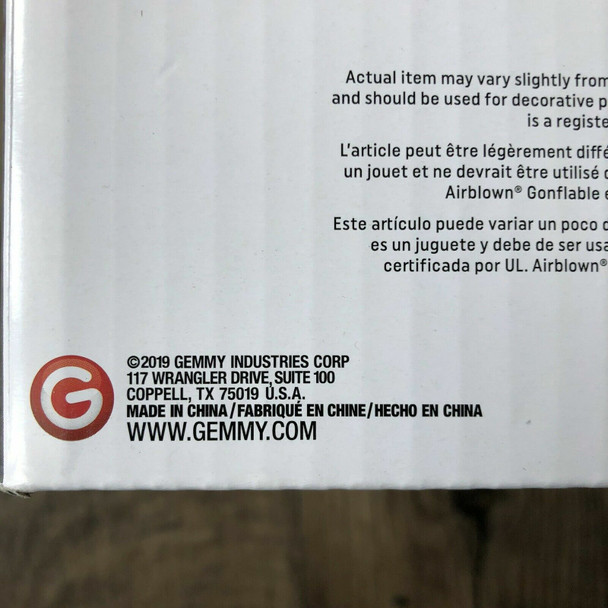 Actual item may vary slightly from
and should be used for decorative p
is a registe
L'article peut être légèrement diffé
un jouet et ne devrait être utilisé
Airblown® Gonflable
Este artículo puede variar un poco
es un juguete y debe de ser usa
certificada por UL. Airblown®
G
©2019 GEMMY INDUSTRIES CORP
117 WRANGLER DRIVE, SUITE 100
COPPELL, TX 75019 U.S.A.
MADE IN CHINA/FABRIQUÉ EN CHINE/HECHO EN CHINA
WWW.GEMMY.COM